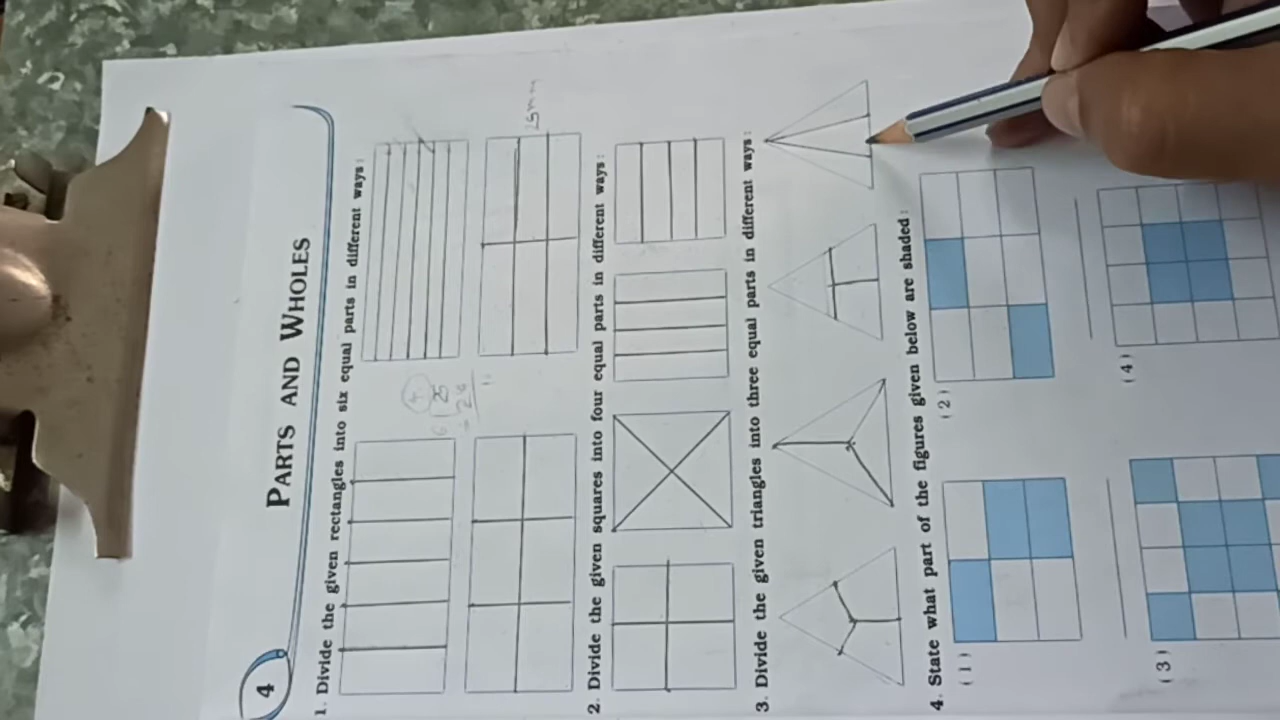 4
PARTS AND WHOLES
1. Divide the given rectangles into six equal parts in different ways :
25mm
2. Divide the given squares into four equal parts in different ways :
3. Divide the given triangles into three equal parts in different ways :
4. State what part of the figures given below are shaded :
( 1 )
( 2 )
( 3 )
( 4 )